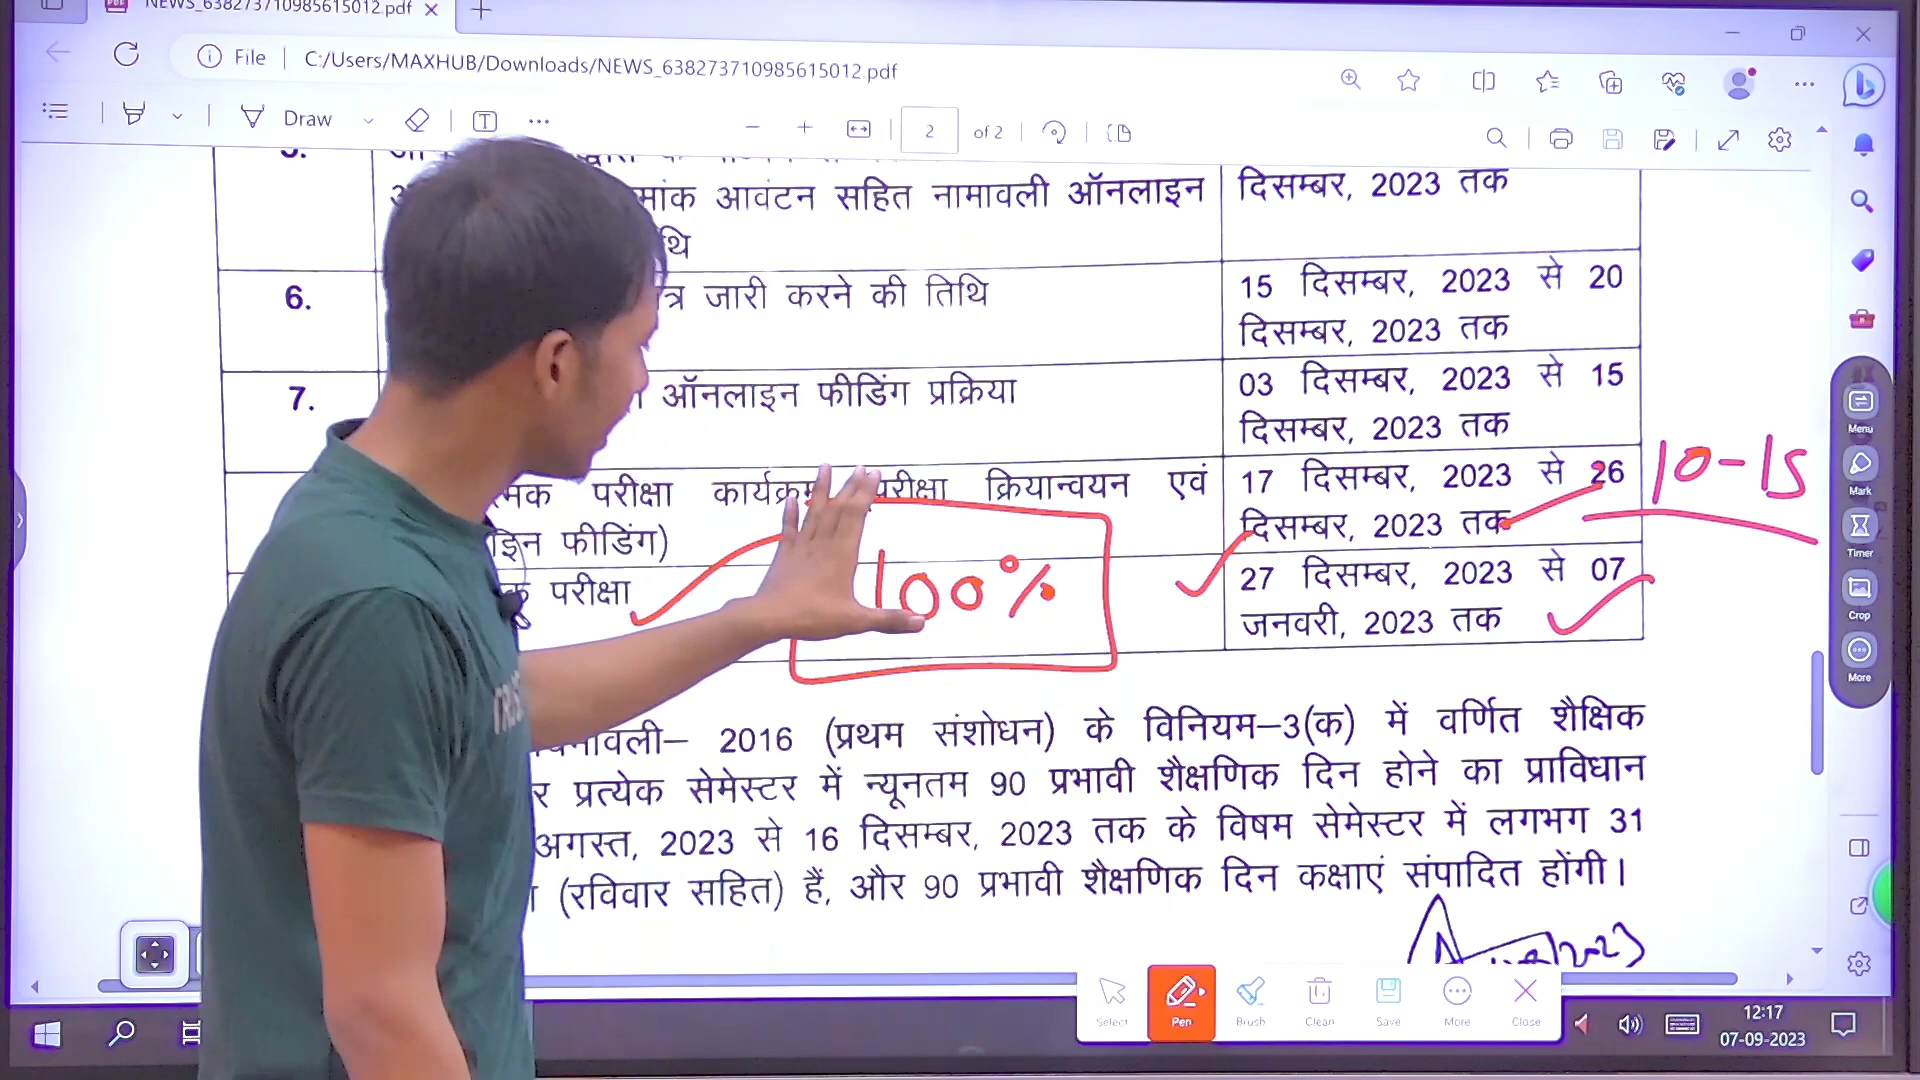 NEWS_638273710985615012.pdf
File
C:/Users/MAXHUB/Downloads/NEWS_638273710985615012.pdf
Draw
2 of 2
मांक आवंटन सहित नामावली ऑनलाइन
थि
दिसम्बर, 2023 तक
6.
त्र जारी करने की तिथि
15 दिसम्बर, 2023 से 20
दिसम्बर, 2023 तक
7.
ऑनलाइन फीडिंग प्रक्रिया
03 दिसम्बर, 2023 से 15
दिसम्बर, 2023 तक
परीक्षा कार्यक्रम परीक्षा क्रियान्वयन एवं
फीडिंग)
17 दिसम्बर, 2023 से 26
दिसम्बर, 2023 तक
10-15
परीक्षा
100%
27 दिसम्बर, 2023 से 07
जनवरी, 2023 तक
2016 (प्रथम संशोधन) के विनियम–3(क) में वर्णित शैक्षिक
र प्रत्येक सेमेस्टर में न्यूनतम 90 प्रभावी शैक्षणिक दिन होने का प्राविधान
अगस्त, 2023 से 16 दिसम्बर, 2023 तक के विषम सेमेस्टर में लगभग 31
(रविवार सहित) हैं, और 90 प्रभावी शैक्षणिक दिन कक्षाएं संपादित होंगी।
Menu
Mark
Timer
Crop
More
Select
Pen
Brush
Clean
Save
More
Close
12:17
07-09-2023